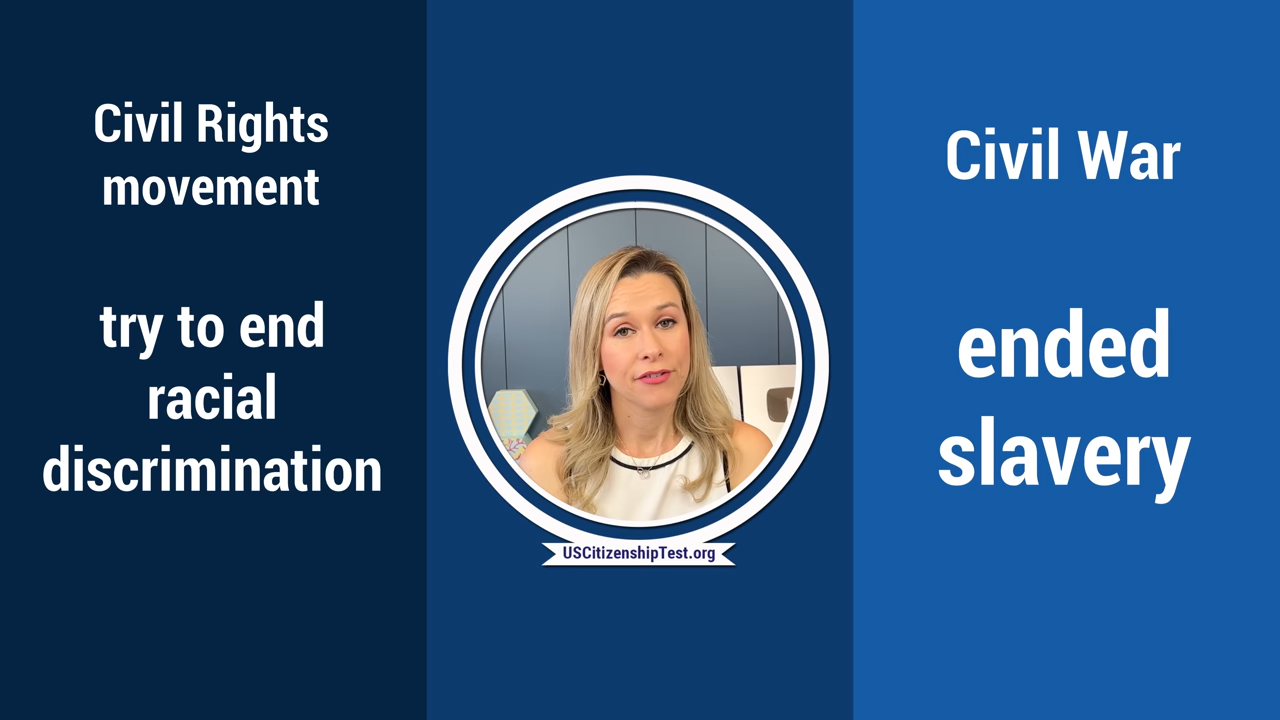 Civil Rights
movement
try to end
racial
discrimination
USCitizenshipTest.org
Civil War
ended
slavery